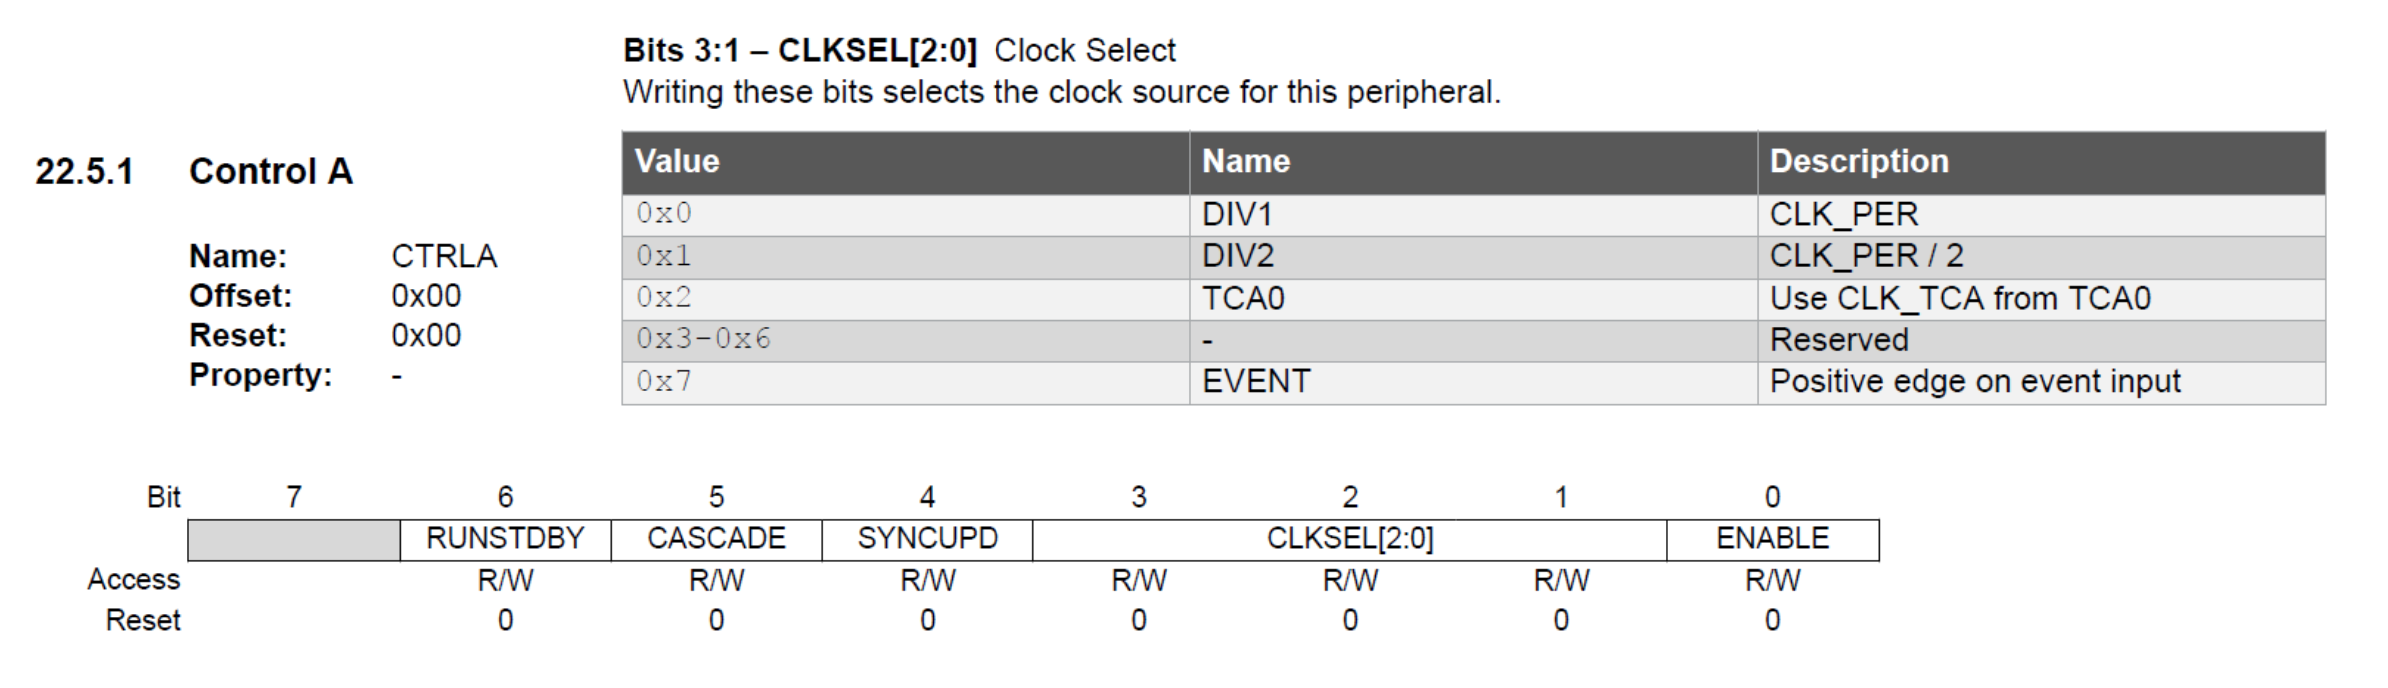 Bits 3:1 – CLKSEL[2:0] Clock Select
Writing these bits selects the clock source for this peripheral.
22.5.1 Control A
Name: CTRLA
Offset: 0x00
Reset: 0x00
Property: -
Value Name Description
0x0 DIV1 CLK_PER
0x1 DIV2 CLK_PER / 2
0x2 TCA0 Use CLK_TCA from TCA0
0x3-0x6 - Reserved
0x7 EVENT Positive edge on event input
Bit 7 6 5 4 3 2 1 0
RUNSTDBY CASCADE SYNCUPD CLKSEL[2:0] ENABLE
Access R/W R/W R/W R/W R/W R/W R/W
Reset 0 0 0 0 0 0 0